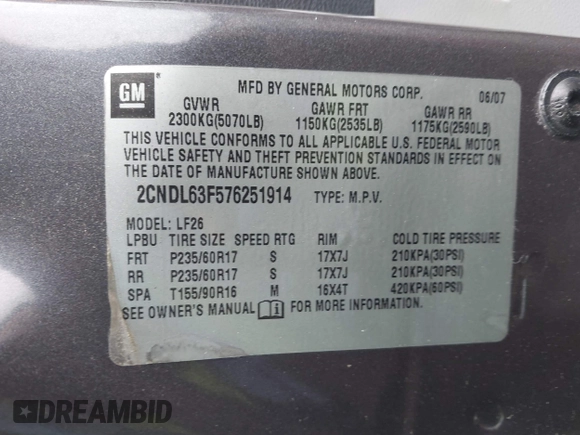 GM
MFD BY GENERAL MOTORS CORP. 06/07
GVWR GAWR FRT GAWR RR
2300KG(5070LB) 1150KG(2535LB) 1175KG(2590LB)
THIS VEHICLE CONFORMS TO ALL APPLICABLE U.S. FEDERAL MOTOR
VEHICLE SAFETY AND THEFT PREVENTION STANDARDS IN EFFECT ON
THE DATE OF MANUFACTURE SHOWN ABOVE.
2CNDL63F576251914 TYPE: M.P.V.
MODEL: LF26
LPBU TIRE SIZE SPEED RTG RIM COLD TIRE PRESSURE
FRT P235/60R17 S 17X7J 210KPA(30PSI)
RR P235/60R17 S 17X7J 210KPA(30PSI)
SPA T155/90R16 M 16X4T 420KPA(60PSI)
SEE OWNER'S MANUAL FOR MORE INFORMATION.
DREAMBID